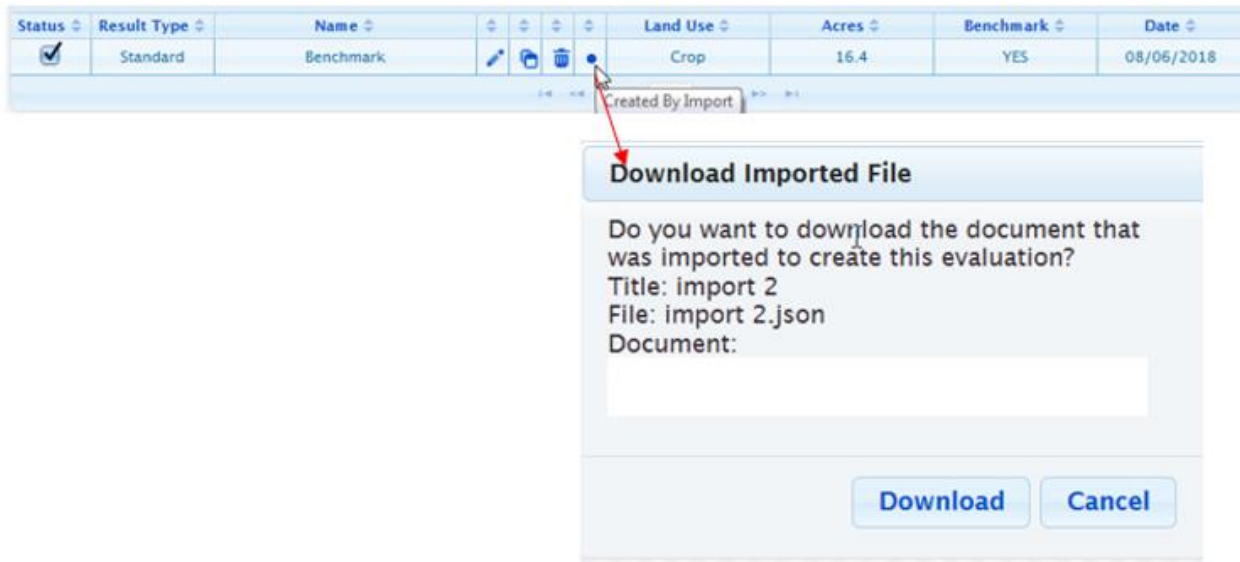 Status Result Type Name Land Use Acres Benchmark Date
Standard Benchmark Crop 16.4 YES 08/06/2018
Created By Import
Download Imported File
Do you want to download the document that
was imported to create this evaluation?
Title: import 2
File: import 2.json
Document:
Download Cancel